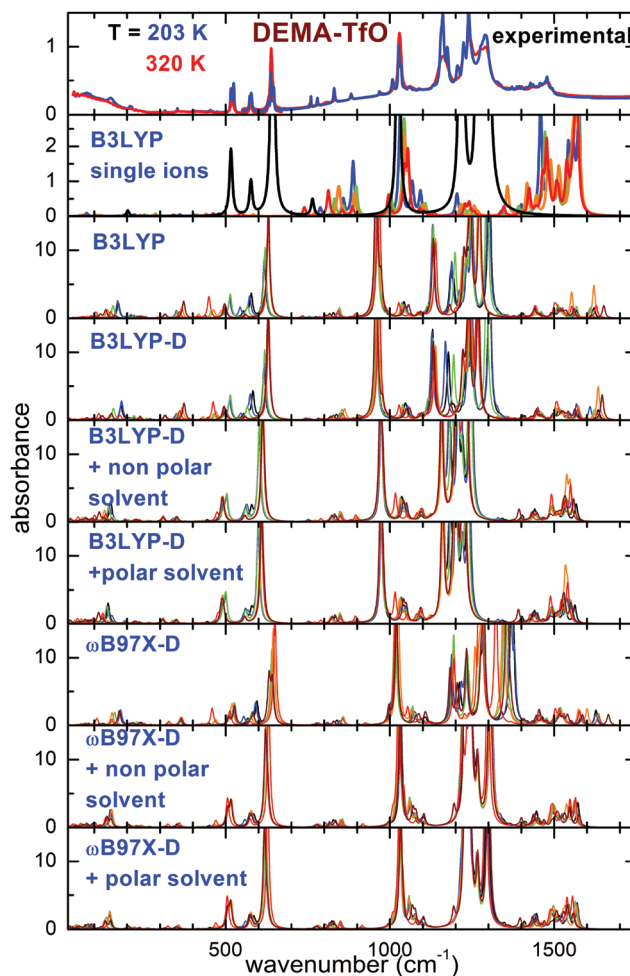 T = 203 K
DEMA-TfO
experimental
320 K
1
0
B3LYP
single ions
2
1
0
B3LYP
10
0
B3LYP-D
10
0
B3LYP-D
+ non polar
solvent
10
0
B3LYP-D
+polar solvent
10
0
ωB97X-D
10
0
ωB97X-D
+ non polar
solvent
10
0
ωB97X-D
+ polar solvent
10
0
absorbance
500
1000
1500
wavenumber (cm⁻¹)